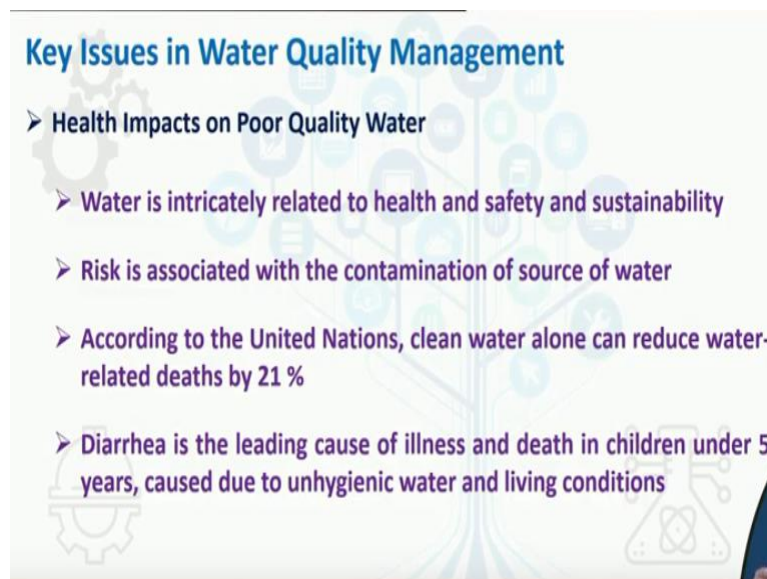 Key Issues in Water Quality Management
➢ Health Impacts on Poor Quality Water
➢ Water is intricately related to health and safety and sustainability
➢ Risk is associated with the contamination of source of water
➢ According to the United Nations, clean water alone can reduce water-
related deaths by 21 %
➢ Diarrhea is the leading cause of illness and death in children under 5
years, caused due to unhygienic water and living conditions